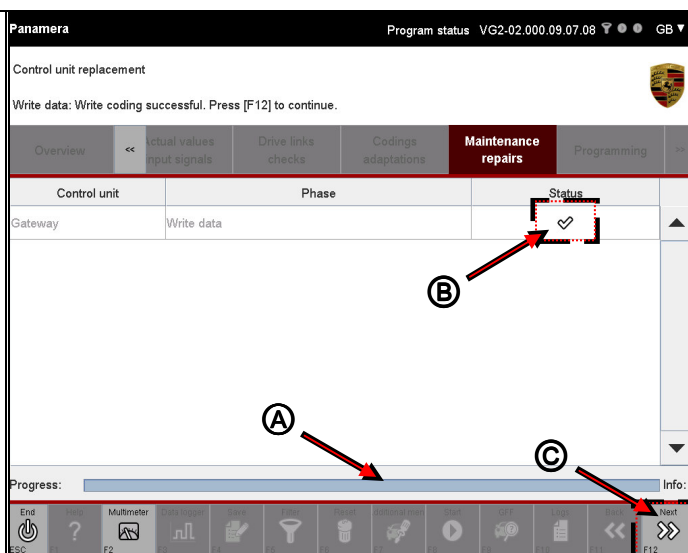 Panamera Program status VG2-02.000.09.07.08 GB
Control unit replacement
Write data: Write coding successful. Press [F12] to continue.
Overview << Actual values input signals Drive links checks Codings adaptations Maintenance repairs Programming >>
Control unit Phase Status
Gateway Write data
B
A
C
Progress: Info:
End Help Multimeter Data logger Save Filter Reset Start GFF Logs Back Next
ESC F1 F2 F12